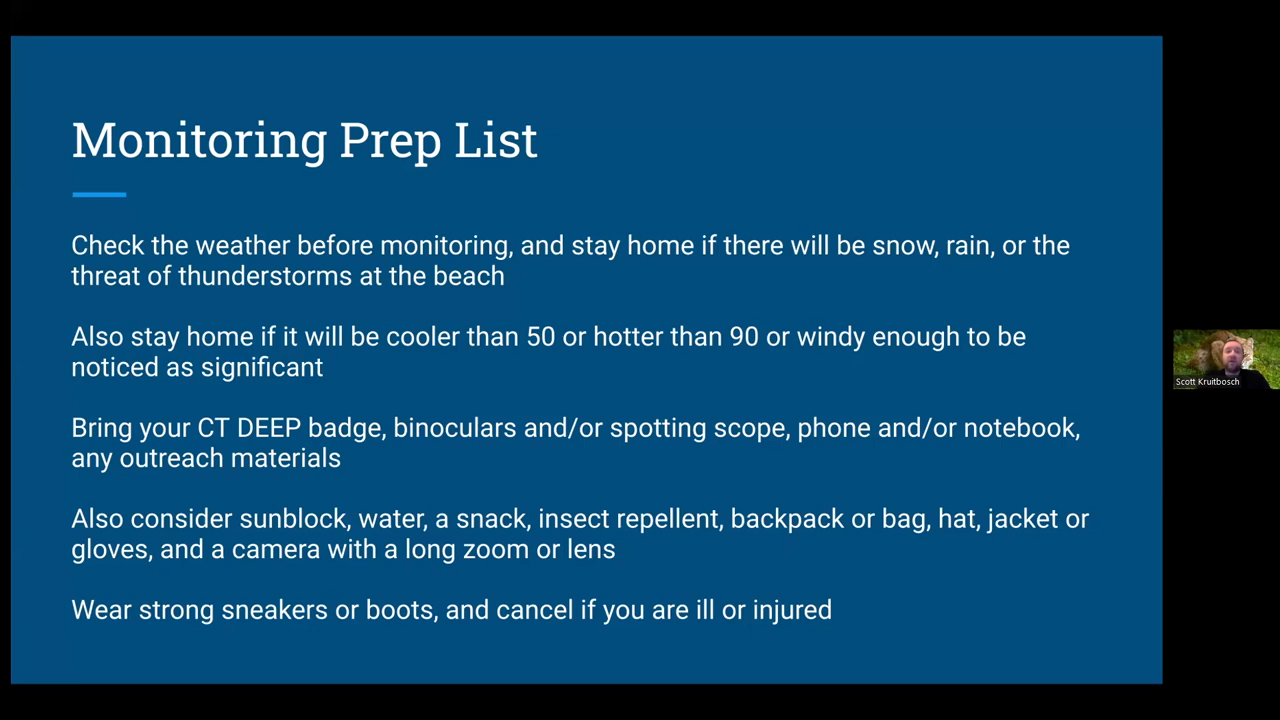 Monitoring Prep List
Check the weather before monitoring, and stay home if there will be snow, rain, or the
threat of thunderstorms at the beach
Also stay home if it will be cooler than 50 or hotter than 90 or windy enough to be
noticed as significant
Bring your CT DEEP badge, binoculars and/or spotting scope, phone and/or notebook,
any outreach materials
Also consider sunblock, water, a snack, insect repellent, backpack or bag, hat, jacket or
gloves, and a camera with a long zoom or lens
Wear strong sneakers or boots, and cancel if you are ill or injured
Scott Kruitbosch